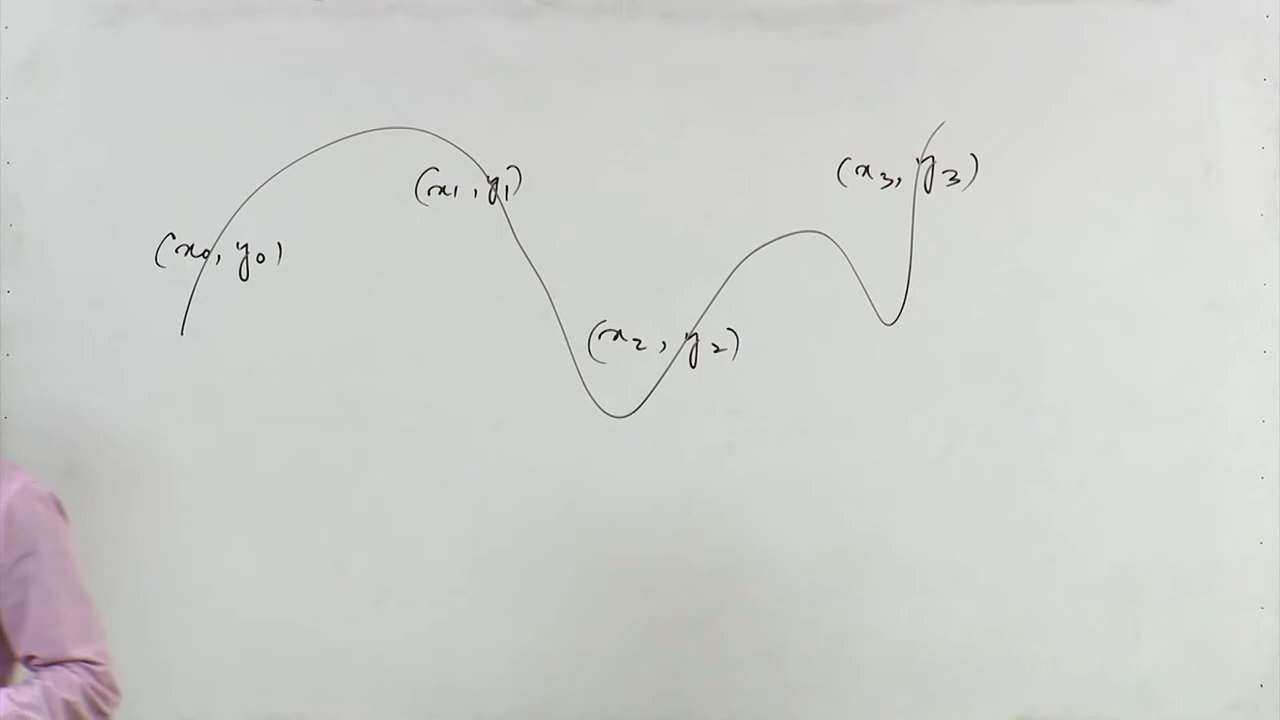 (x₀, y₀)
(x₁, y₁)
(x₂, y₂)
(x₃, y₃)